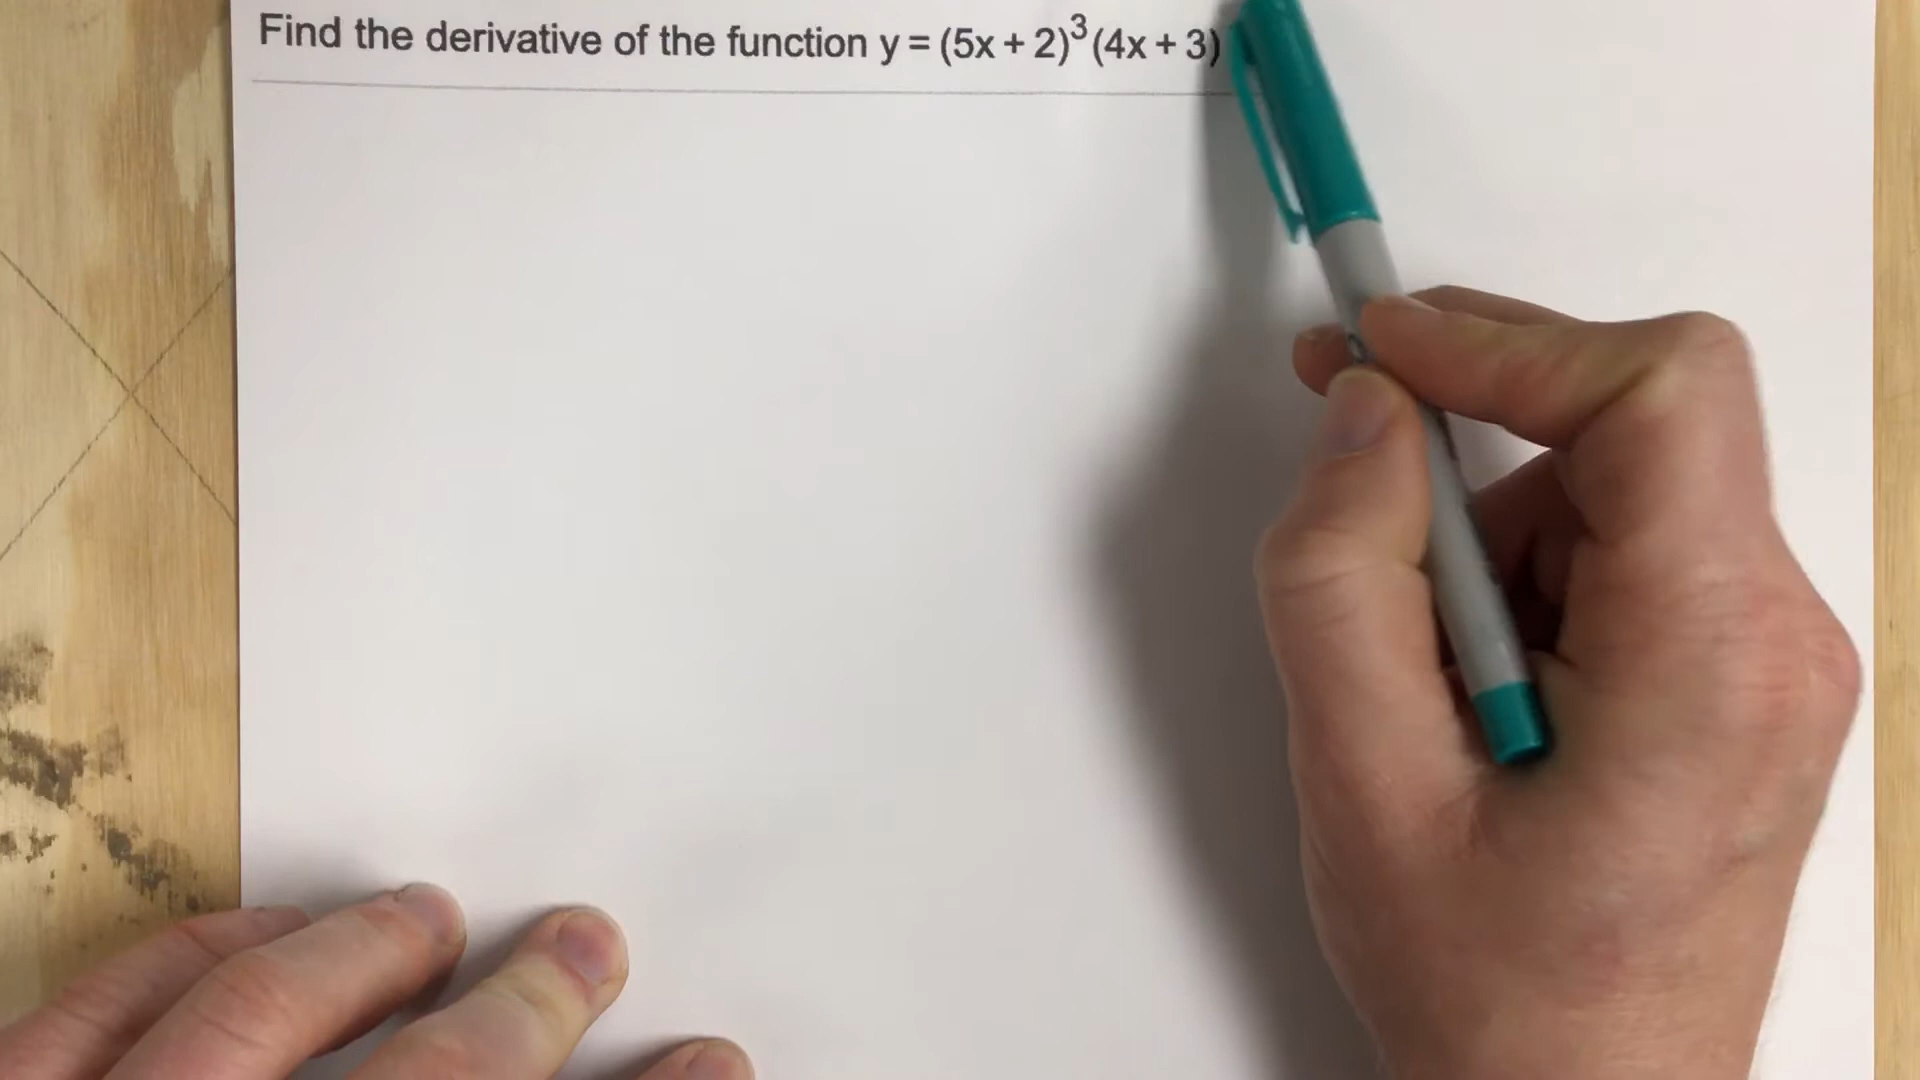 Find the derivative of the function y = (5x + 2)³(4x + 3)